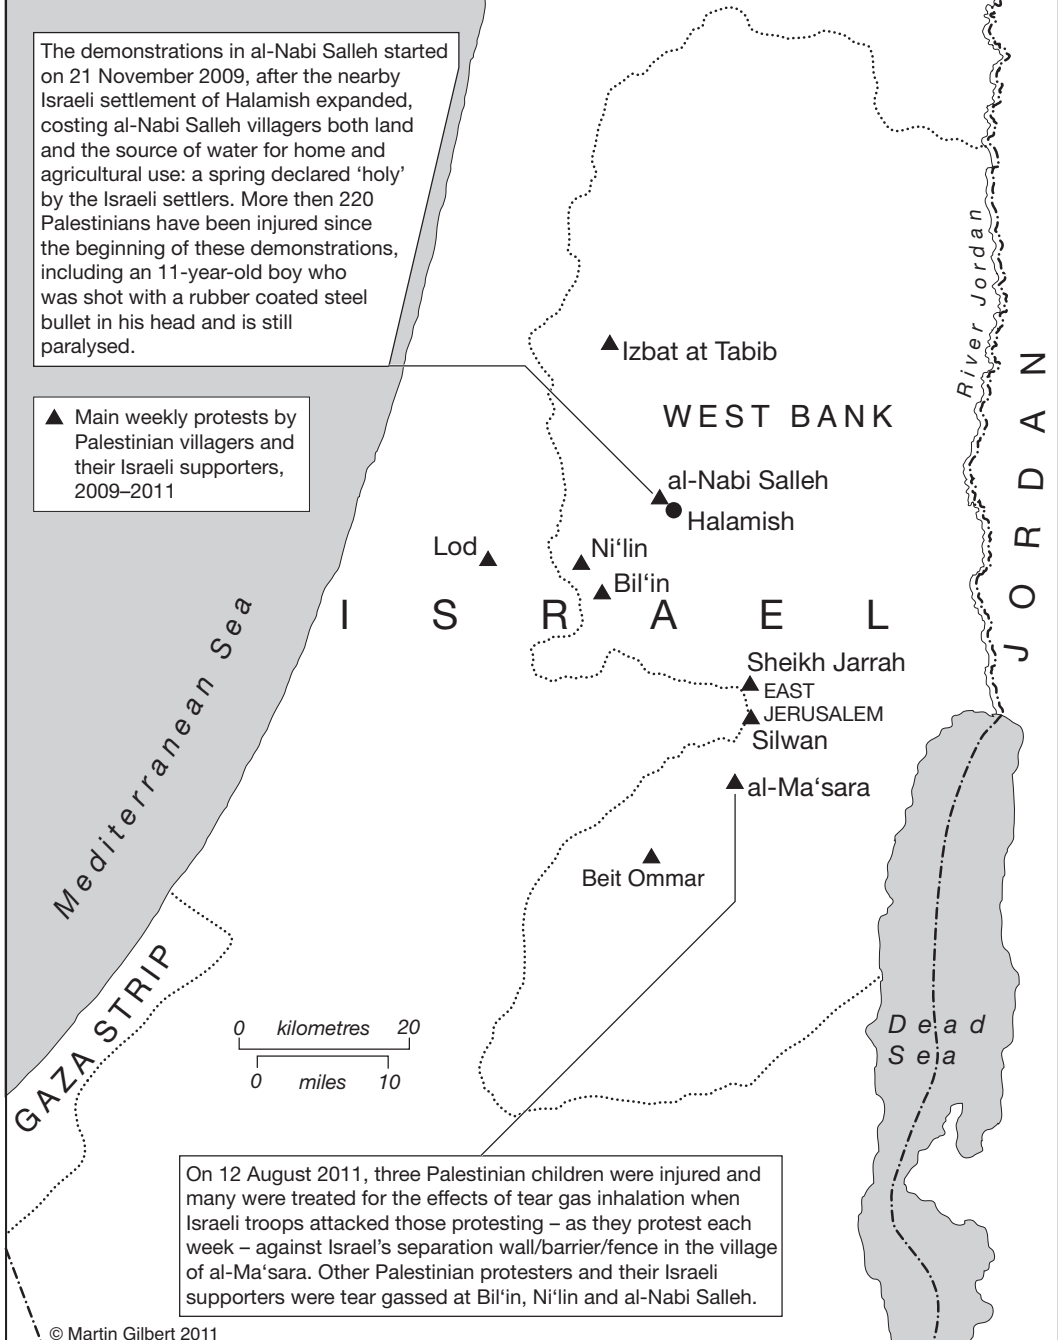 The demonstrations in al-Nabi Salleh started
on 21 November 2009, after the nearby
Israeli settlement of Halamish expanded,
costing al-Nabi Salleh villagers both land
and the source of water for home and
agricultural use: a spring declared ‘holy’
by the Israeli settlers. More then 220
Palestinians have been injured since
the beginning of these demonstrations,
including an 11-year-old boy who
was shot with a rubber coated steel
bullet in his head and is still
paralysed.
▲ Main weekly protests by
Palestinian villagers and
their Israeli supporters,
2009–2011
River Jordan
JORDAN
Izbat at Tabib
WEST BANK
al-Nabi Salleh
Halamish
Lod
Ni‘lin
Bil‘in
ISRAEL
Mediterranean Sea
Sheikh Jarrah
EAST
JERUSALEM
Silwan
al-Ma‘sara
Beit Ommar
GAZA STRIP
0 kilometres 20
0 miles 10
Dead
Sea
On 12 August 2011, three Palestinian children were injured and
many were treated for the effects of tear gas inhalation when
Israeli troops attacked those protesting – as they protest each
week – against Israel’s separation wall/barrier/fence in the village
of al-Ma‘sara. Other Palestinian protesters and their Israeli
supporters were tear gassed at Bil‘in, Ni‘lin and al-Nabi Salleh.
© Martin Gilbert 2011